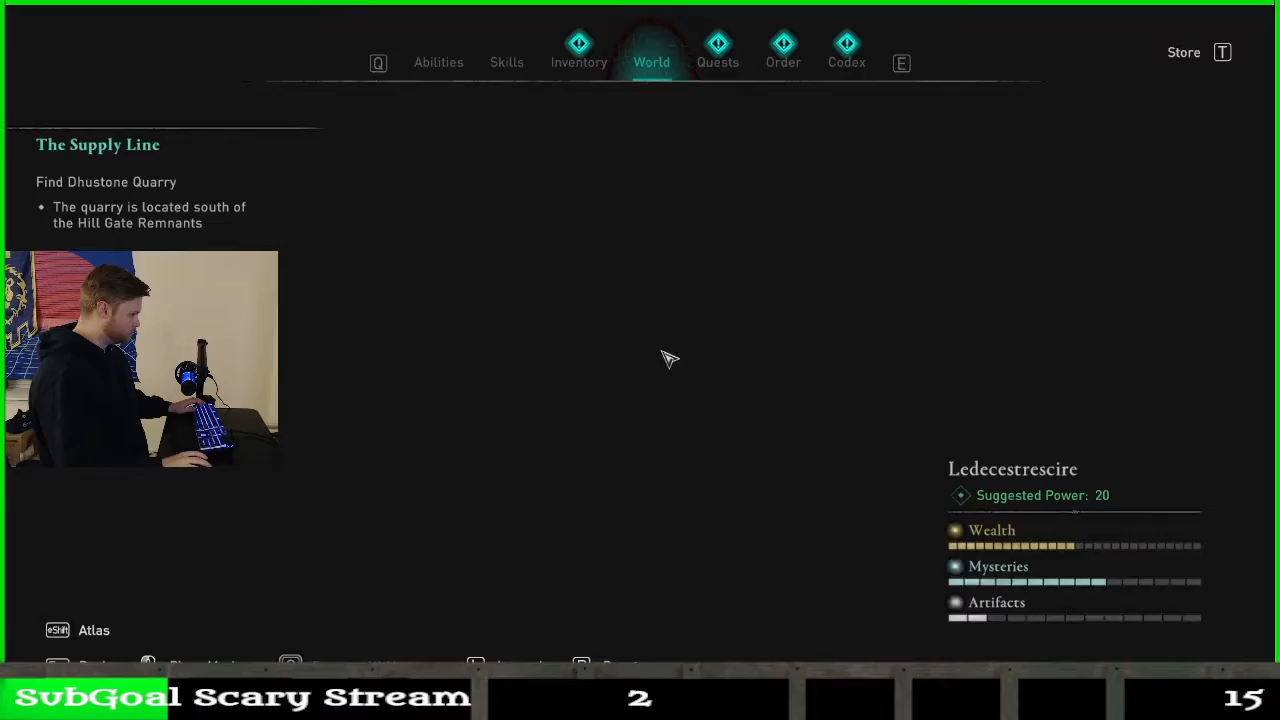 Q Abilities Skills Inventory World Quests Order Codex E
Store T
The Supply Line
Find Dhustone Quarry
The quarry is located south of
the Hill Gate Remnants
Ledecestrescire
Suggested Power: 20
Wealth
Mysteries
Artifacts
Shift Atlas
SubGoal Scary Stream 2 15